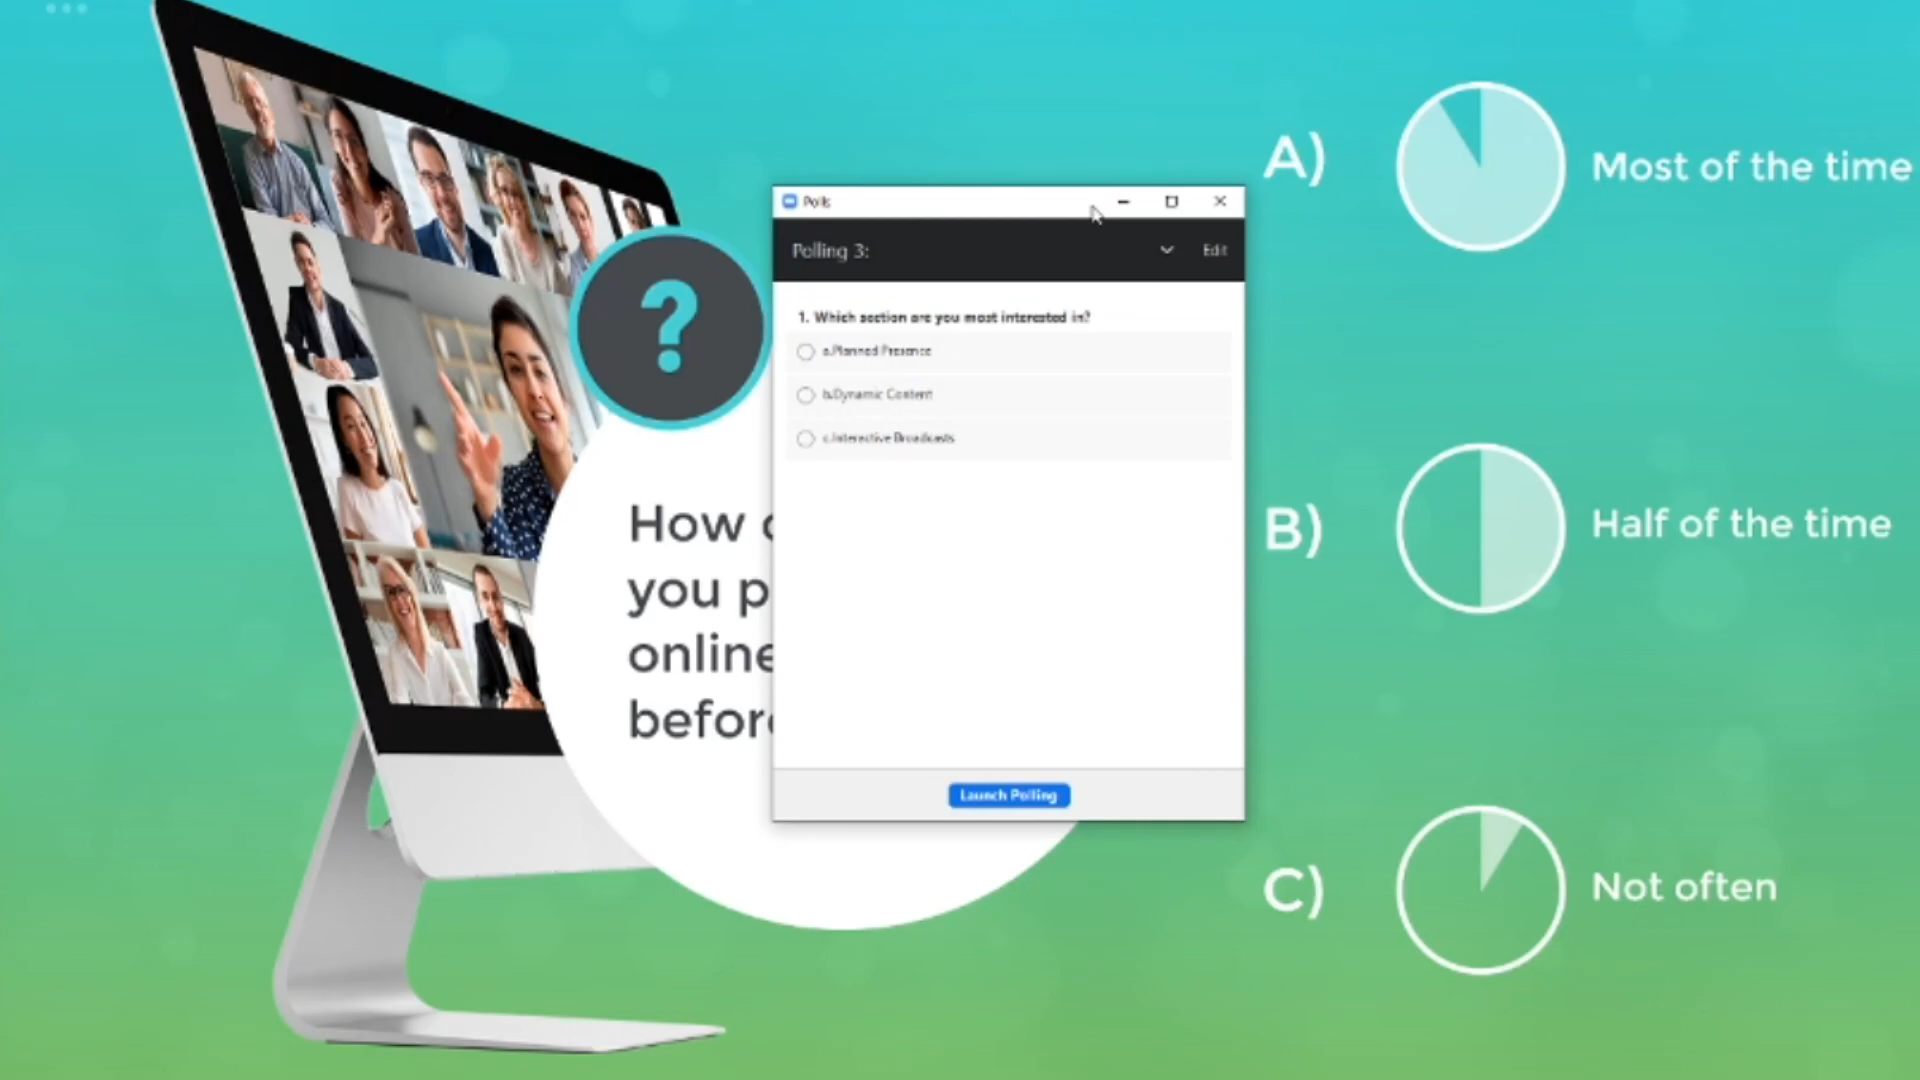 A)
Most of the time
Polls
Polling 3:
Edit
?
1. Which section are you most interested in?
a.Planned Presence
b.Dynamic Content
c.Interactive Broadcasts
How
you
online
B)
Half of the time
Launch Polling
C)
Not often